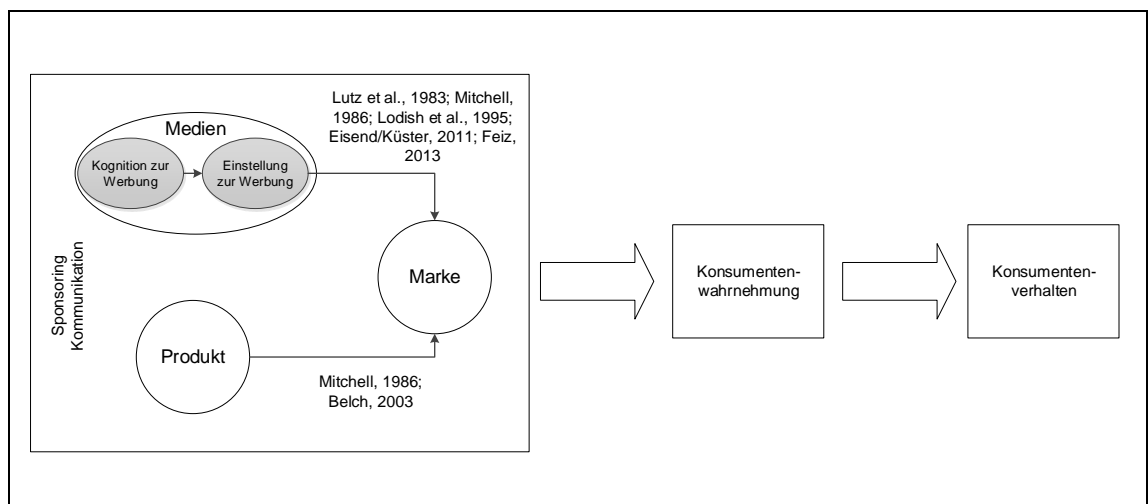 Lutz et al., 1983; Mitchell,
1986; Lodish et al., 1995;
Eisend/Küster, 2011; Feiz,
2013
Medien
Kognition zur
Werbung
Einstellung
zur Werbung
Sponsoring
Kommunikation
Marke
Produkt
Mitchell, 1986;
Belch, 2003
Konsumenten-
wahrnehmung
Konsumenten-
verhalten